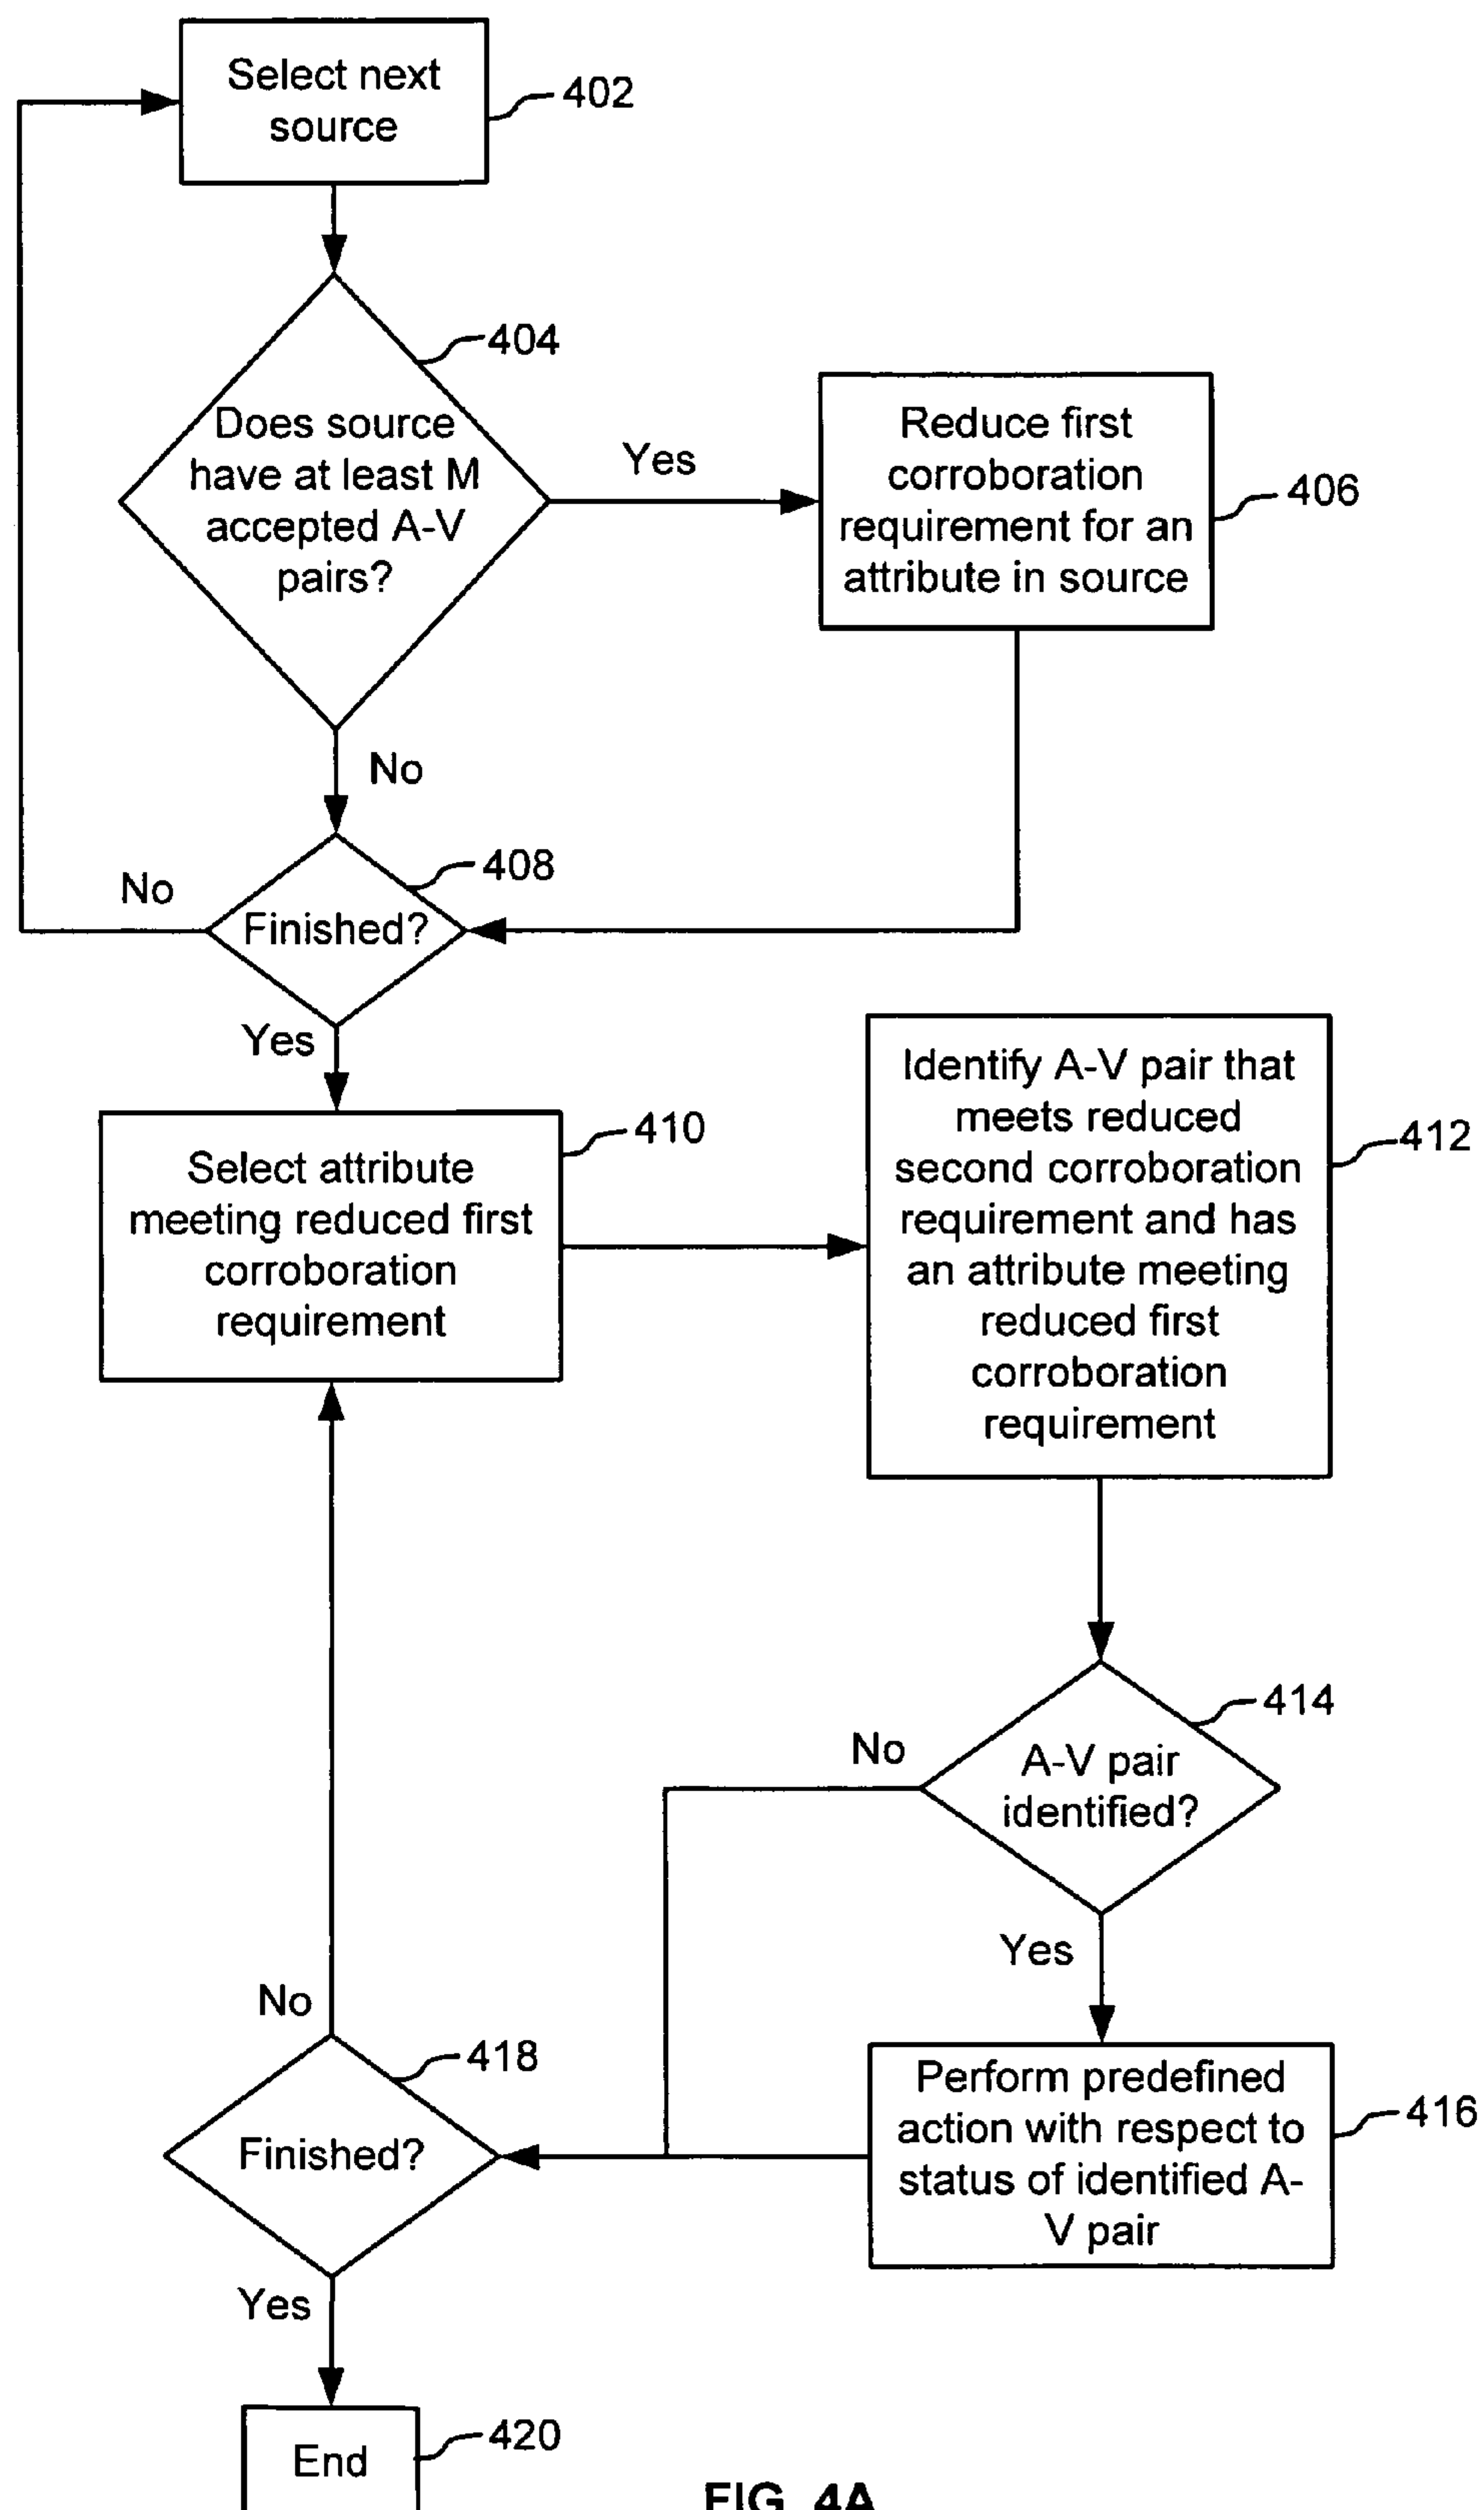 Select next
source
402
404
Does source
have at least M
accepted A-V
pairs?
Yes
Reduce first
corroboration
requirement for an
attribute in source
406
No
408
No
Finished?
Yes
410
Select attribute
meeting reduced first
corroboration
requirement
Identify A-V pair that
meets reduced
second corroboration
requirement and has
an attribute meeting
reduced first
corroboration
requirement
412
414
No
A-V pair
identified?
Yes
No
418
Finished?
Perform predefined
action with respect to
status of identified A-
V pair
416
Yes
End
420
FIG. 4A